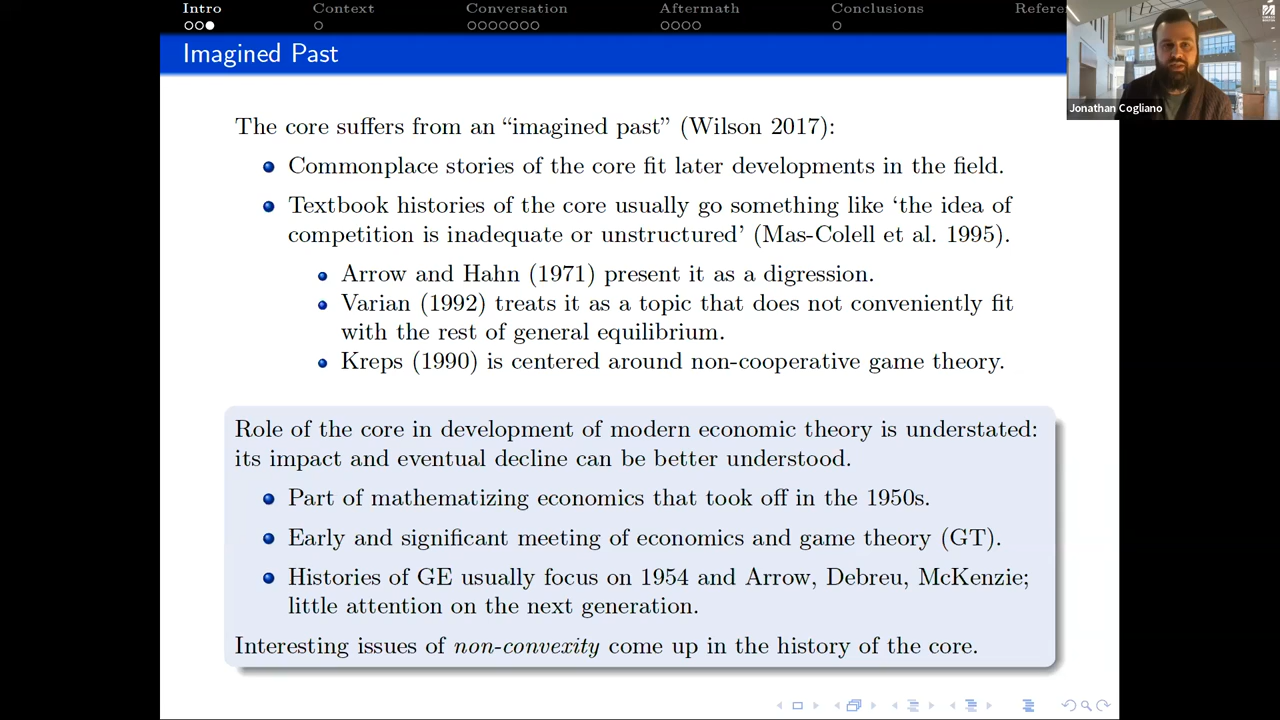 Intro Context Conversation Aftermath Conclusions Refere
Imagined Past
Jonathan Cogliano
The core suffers from an “imagined past” (Wilson 2017):
Commonplace stories of the core fit later developments in the field.
Textbook histories of the core usually go something like ‘the idea of
competition is inadequate or unstructured’ (Mas-Colell et al. 1995).
Arrow and Hahn (1971) present it as a digression.
Varian (1992) treats it as a topic that does not conveniently fit
with the rest of general equilibrium.
Kreps (1990) is centered around non-cooperative game theory.
Role of the core in development of modern economic theory is understated:
its impact and eventual decline can be better understood.
Part of mathematizing economics that took off in the 1950s.
Early and significant meeting of economics and game theory (GT).
Histories of GE usually focus on 1954 and Arrow, Debreu, McKenzie;
little attention on the next generation.
Interesting issues of non-convexity come up in the history of the core.